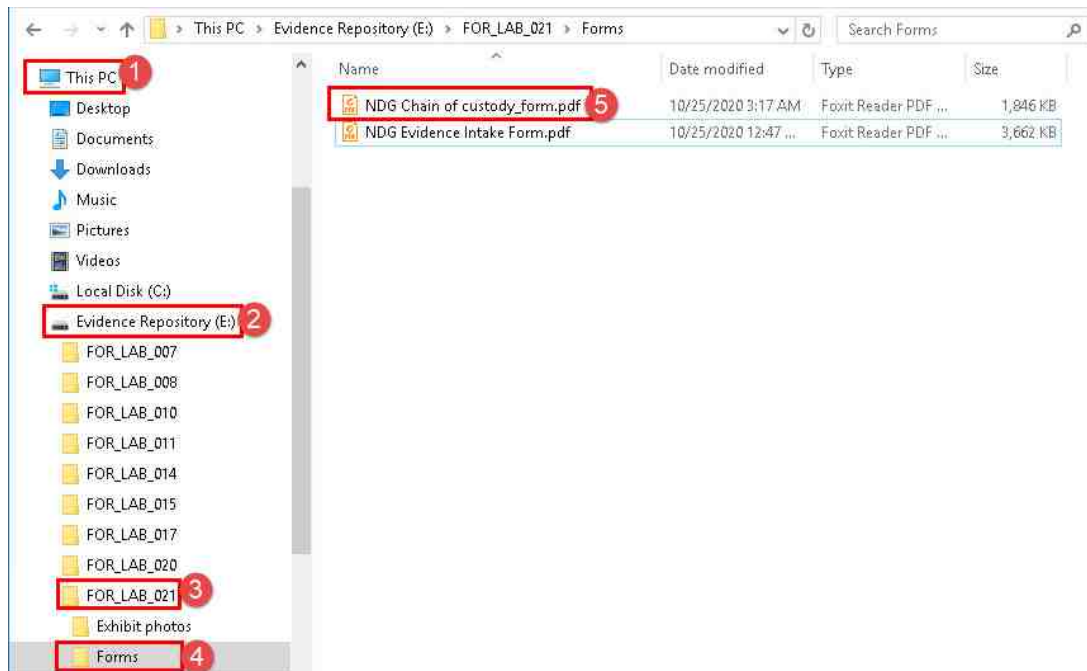 This PC > Evidence Repository (E:) > FOR_LAB_021 > Forms
Search Forms
This PC 1
Desktop
Documents
Downloads
Music
Pictures
Videos
Local Disk (C:)
Evidence Repository (E:) 2
FOR_LAB_007
FOR_LAB_008
FOR_LAB_010
FOR_LAB_011
FOR_LAB_014
FOR_LAB_015
FOR_LAB_017
FOR_LAB_020
FOR_LAB_021 3
Exhibit photos
Forms 4
Name Date modified Type Size
NDG Chain of custody_form.pdf 5 10/25/2020 3:17 AM Foxit Reader PDF ... 1,846 KB
NDG Evidence Intake Form.pdf 10/25/2020 12:47 ... Foxit Reader PDF ... 3,662 KB